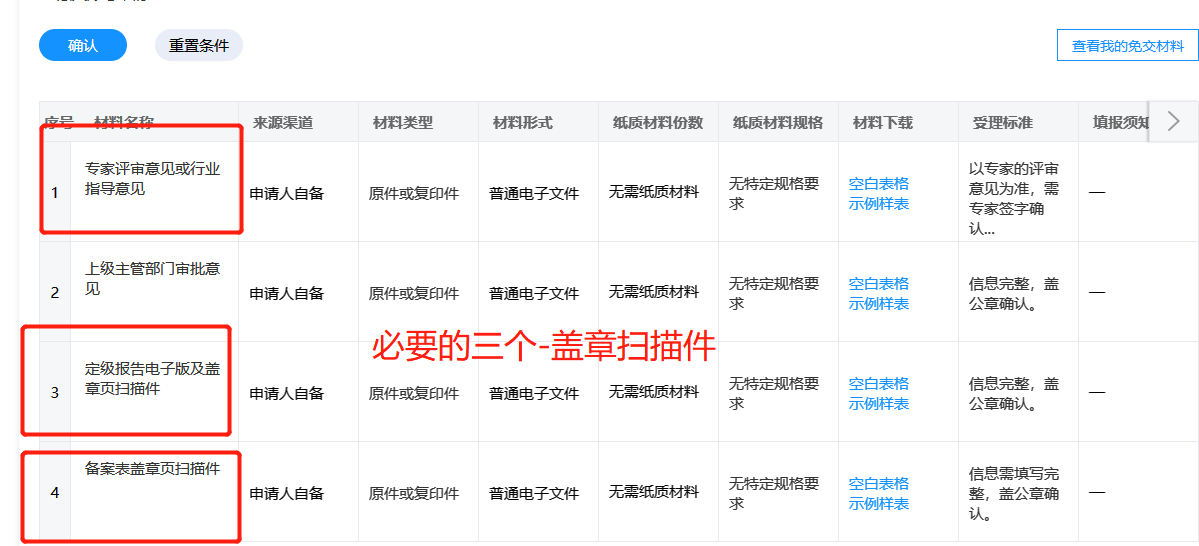 确认
重置条件
查看我的免交材料
序号 材料名称 来源渠道 材料类型 材料形式 纸质材料份数 纸质材料规格 材料下载 受理标准 填报须知
1
专家评审意见或行业
指导意见
申请人自备
原件或复印件
普通电子文件
无需纸质材料
无特定规格要
求
空白表格
示例样表
以专家的评审
意见为准，需
专家签字确
认...
—
2
上级主管部门审批意
见
申请人自备
原件或复印件
普通电子文件
无需纸质材料
无特定规格要
求
空白表格
示例样表
信息完整，盖
公章确认。
—
必要的三个-盖章扫描件
3
定级报告电子版及盖
章页扫描件
申请人自备
原件或复印件
普通电子文件
无需纸质材料
无特定规格要
求
空白表格
示例样表
信息完整，盖
公章确认。
—
4
备案表盖章页扫描件
申请人自备
原件或复印件
普通电子文件
无需纸质材料
无特定规格要
求
空白表格
示例样表
信息需填写完
整，盖公章确
认。
—